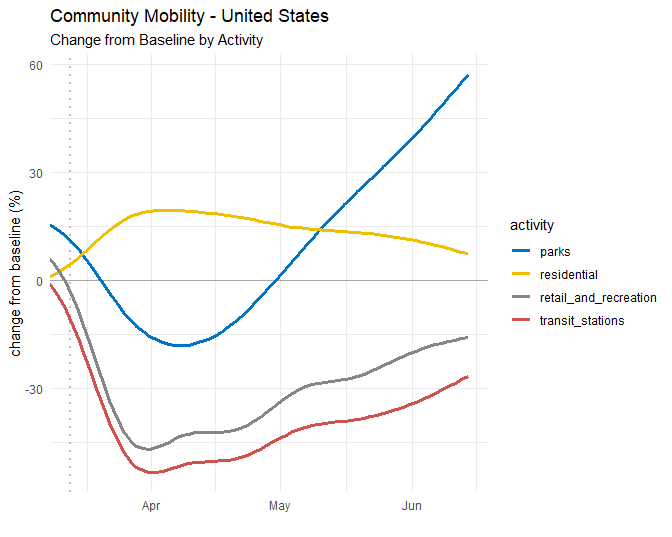 Community Mobility - United States
Change from Baseline by Activity
change from baseline (%)
60
30
0
-30
Apr May Jun
activity
parks
residential
retail_and_recreation
transit_stations